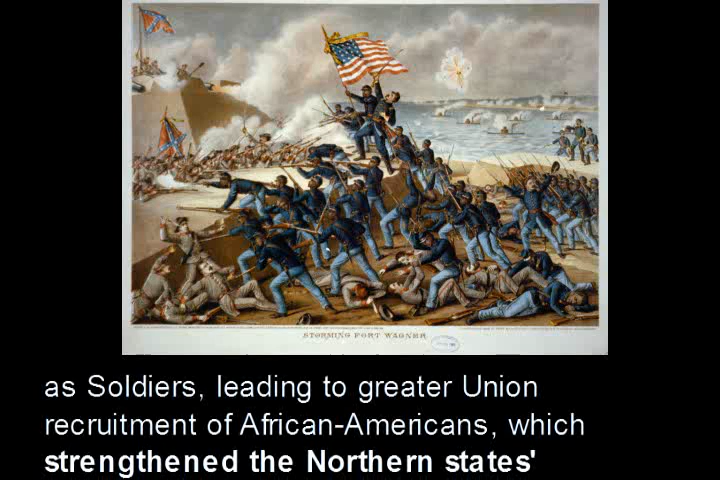 STORMING FORT WAGNER
as Soldiers, leading to greater Union
recruitment of African-Americans, which
strengthened the Northern states'